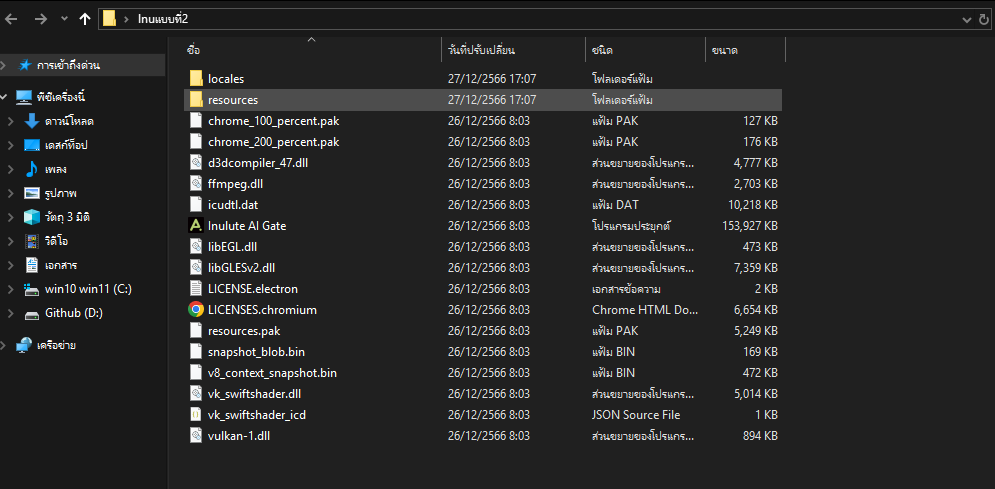 Inuแบบที่2
ชื่อ วันที่ปรับเปลี่ยน ชนิด ขนาด
การเข้าถึงด่วน
พีซีเครื่องนี้
ดาวน์โหลด
เดสก์ท็อป
เพลง
รูปภาพ
วัตถุ 3 มิติ
วิดีโอ
เอกสาร
win10 win11 (C:)
Github (D:)
เครือข่าย
locales 27/12/2566 17:07 โฟลเดอร์แฟ้ม
resources 27/12/2566 17:07 โฟลเดอร์แฟ้ม
chrome_100_percent.pak 26/12/2566 8:03 แฟ้ม PAK 127 KB
chrome_200_percent.pak 26/12/2566 8:03 แฟ้ม PAK 176 KB
d3dcompiler_47.dll 26/12/2566 8:03 ส่วนขยายของโปรแกร... 4,777 KB
ffmpeg.dll 26/12/2566 8:03 ส่วนขยายของโปรแกร... 2,703 KB
icudtl.dat 26/12/2566 8:03 แฟ้ม DAT 10,218 KB
Inulute AI Gate 26/12/2566 8:03 โปรแกรมประยุกต์ 153,927 KB
libEGL.dll 26/12/2566 8:03 ส่วนขยายของโปรแกร... 473 KB
libGLESv2.dll 26/12/2566 8:03 ส่วนขยายของโปรแกร... 7,359 KB
LICENSE.electron 26/12/2566 8:03 เอกสารข้อความ 2 KB
LICENSES.chromium 26/12/2566 8:03 Chrome HTML Do... 6,654 KB
resources.pak 26/12/2566 8:03 แฟ้ม PAK 5,249 KB
snapshot_blob.bin 26/12/2566 8:03 แฟ้ม BIN 169 KB
v8_context_snapshot.bin 26/12/2566 8:03 แฟ้ม BIN 472 KB
vk_swiftshader.dll 26/12/2566 8:03 ส่วนขยายของโปรแกร... 5,014 KB
vk_swiftshader_icd 26/12/2566 8:03 JSON Source File 1 KB
vulkan-1.dll 26/12/2566 8:03 ส่วนขยายของโปรแกร... 894 KB